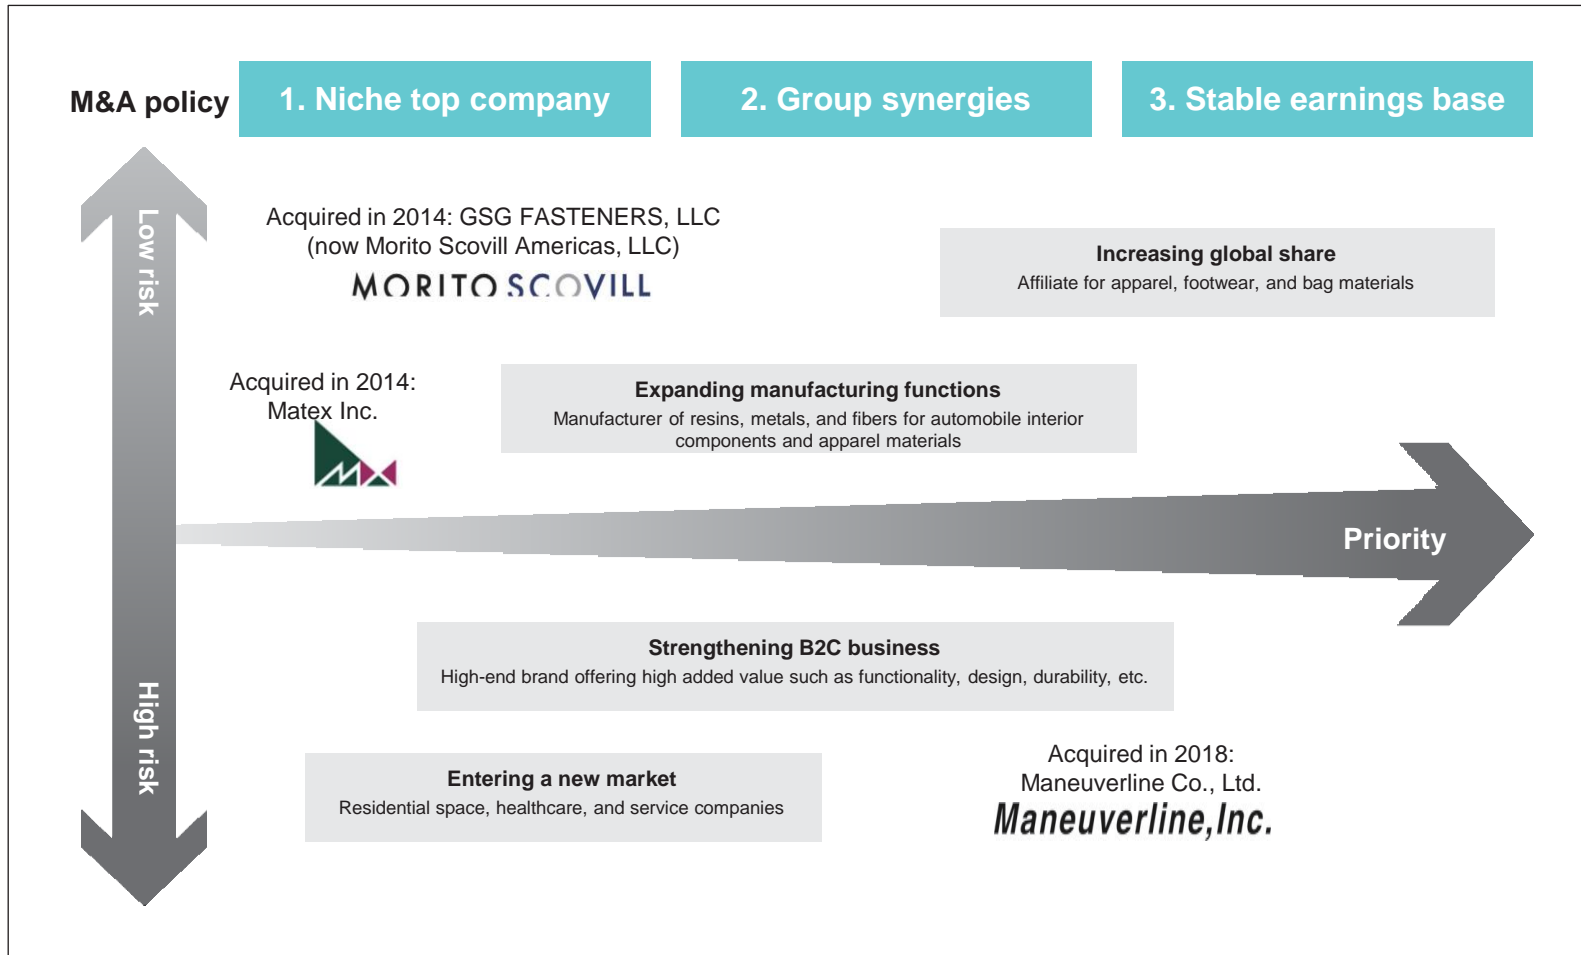 M&A policy
1. Niche top company
2. Group synergies
3. Stable earnings base
Low risk
High risk
Acquired in 2014: GSG FASTENERS, LLC
(now Morito Scovill Americas, LLC)
MORITO SCOVILL
Increasing global share
Affiliate for apparel, footwear, and bag materials
Acquired in 2014:
Matex Inc.
MX
Expanding manufacturing functions
Manufacturer of resins, metals, and fibers for automobile interior
components and apparel materials
Priority
Strengthening B2C business
High-end brand offering high added value such as functionality, design, durability, etc.
Entering a new market
Residential space, healthcare, and service companies
Acquired in 2018:
Maneuverline Co., Ltd.
Maneuverline,Inc.